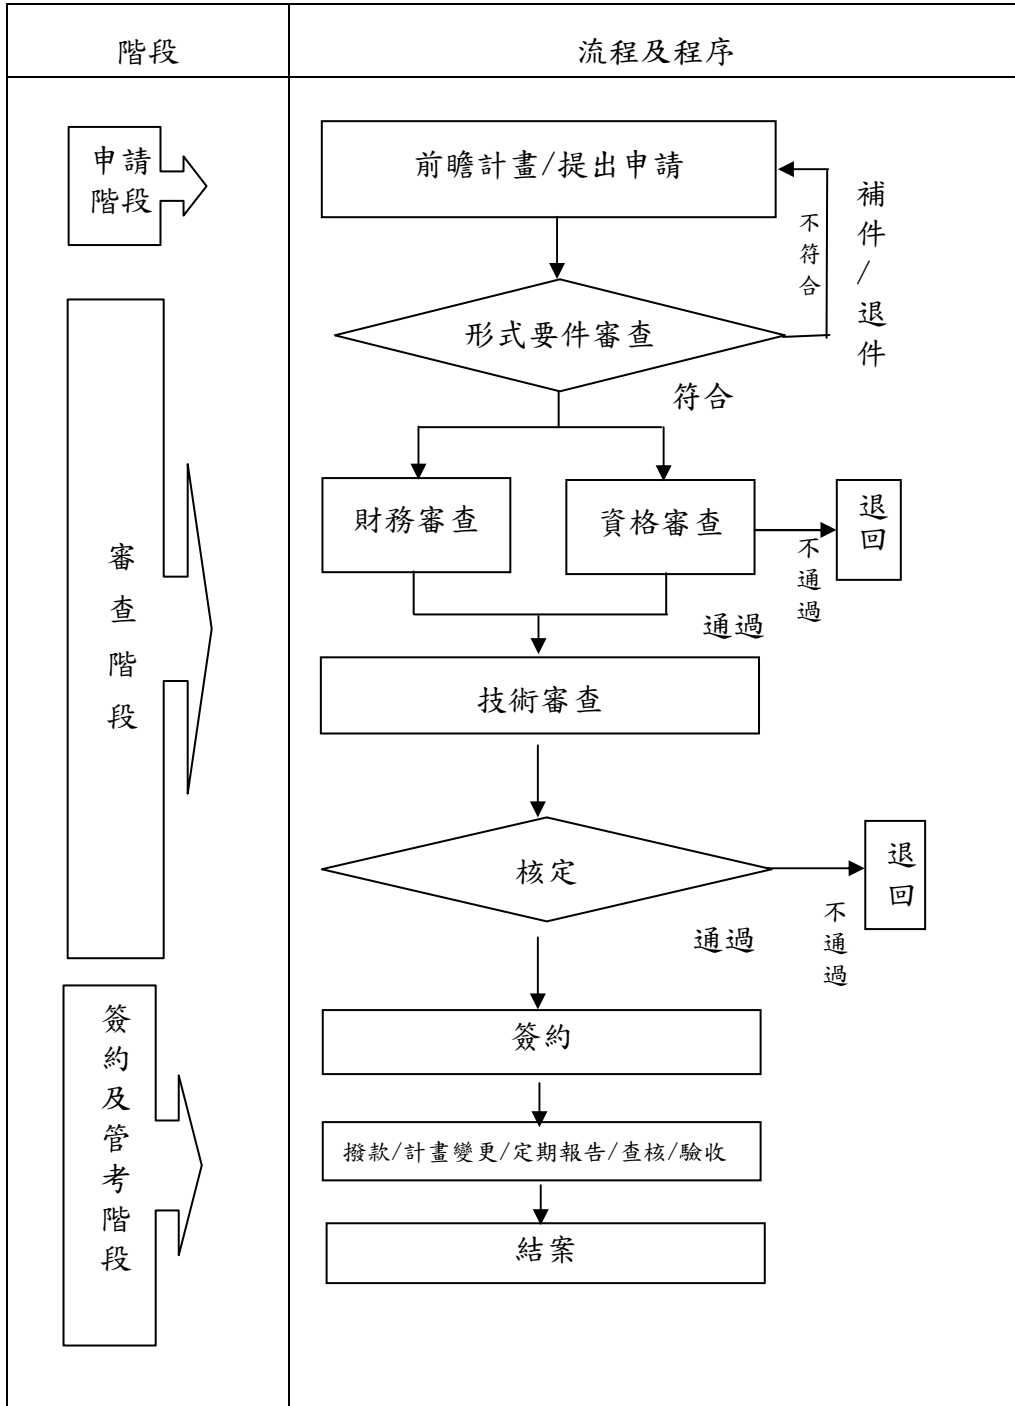 階段
流程及程序
申請
階段
前瞻計畫/提出申請
不符合
補件/退件
形式要件審查
符合
審查階段
財務審查
資格審查
退回
不通過
通過
技術審查
核定
退回
不通過
通過
簽約及管考階段
簽約
撥款/計畫變更/定期報告/查核/驗收
結案